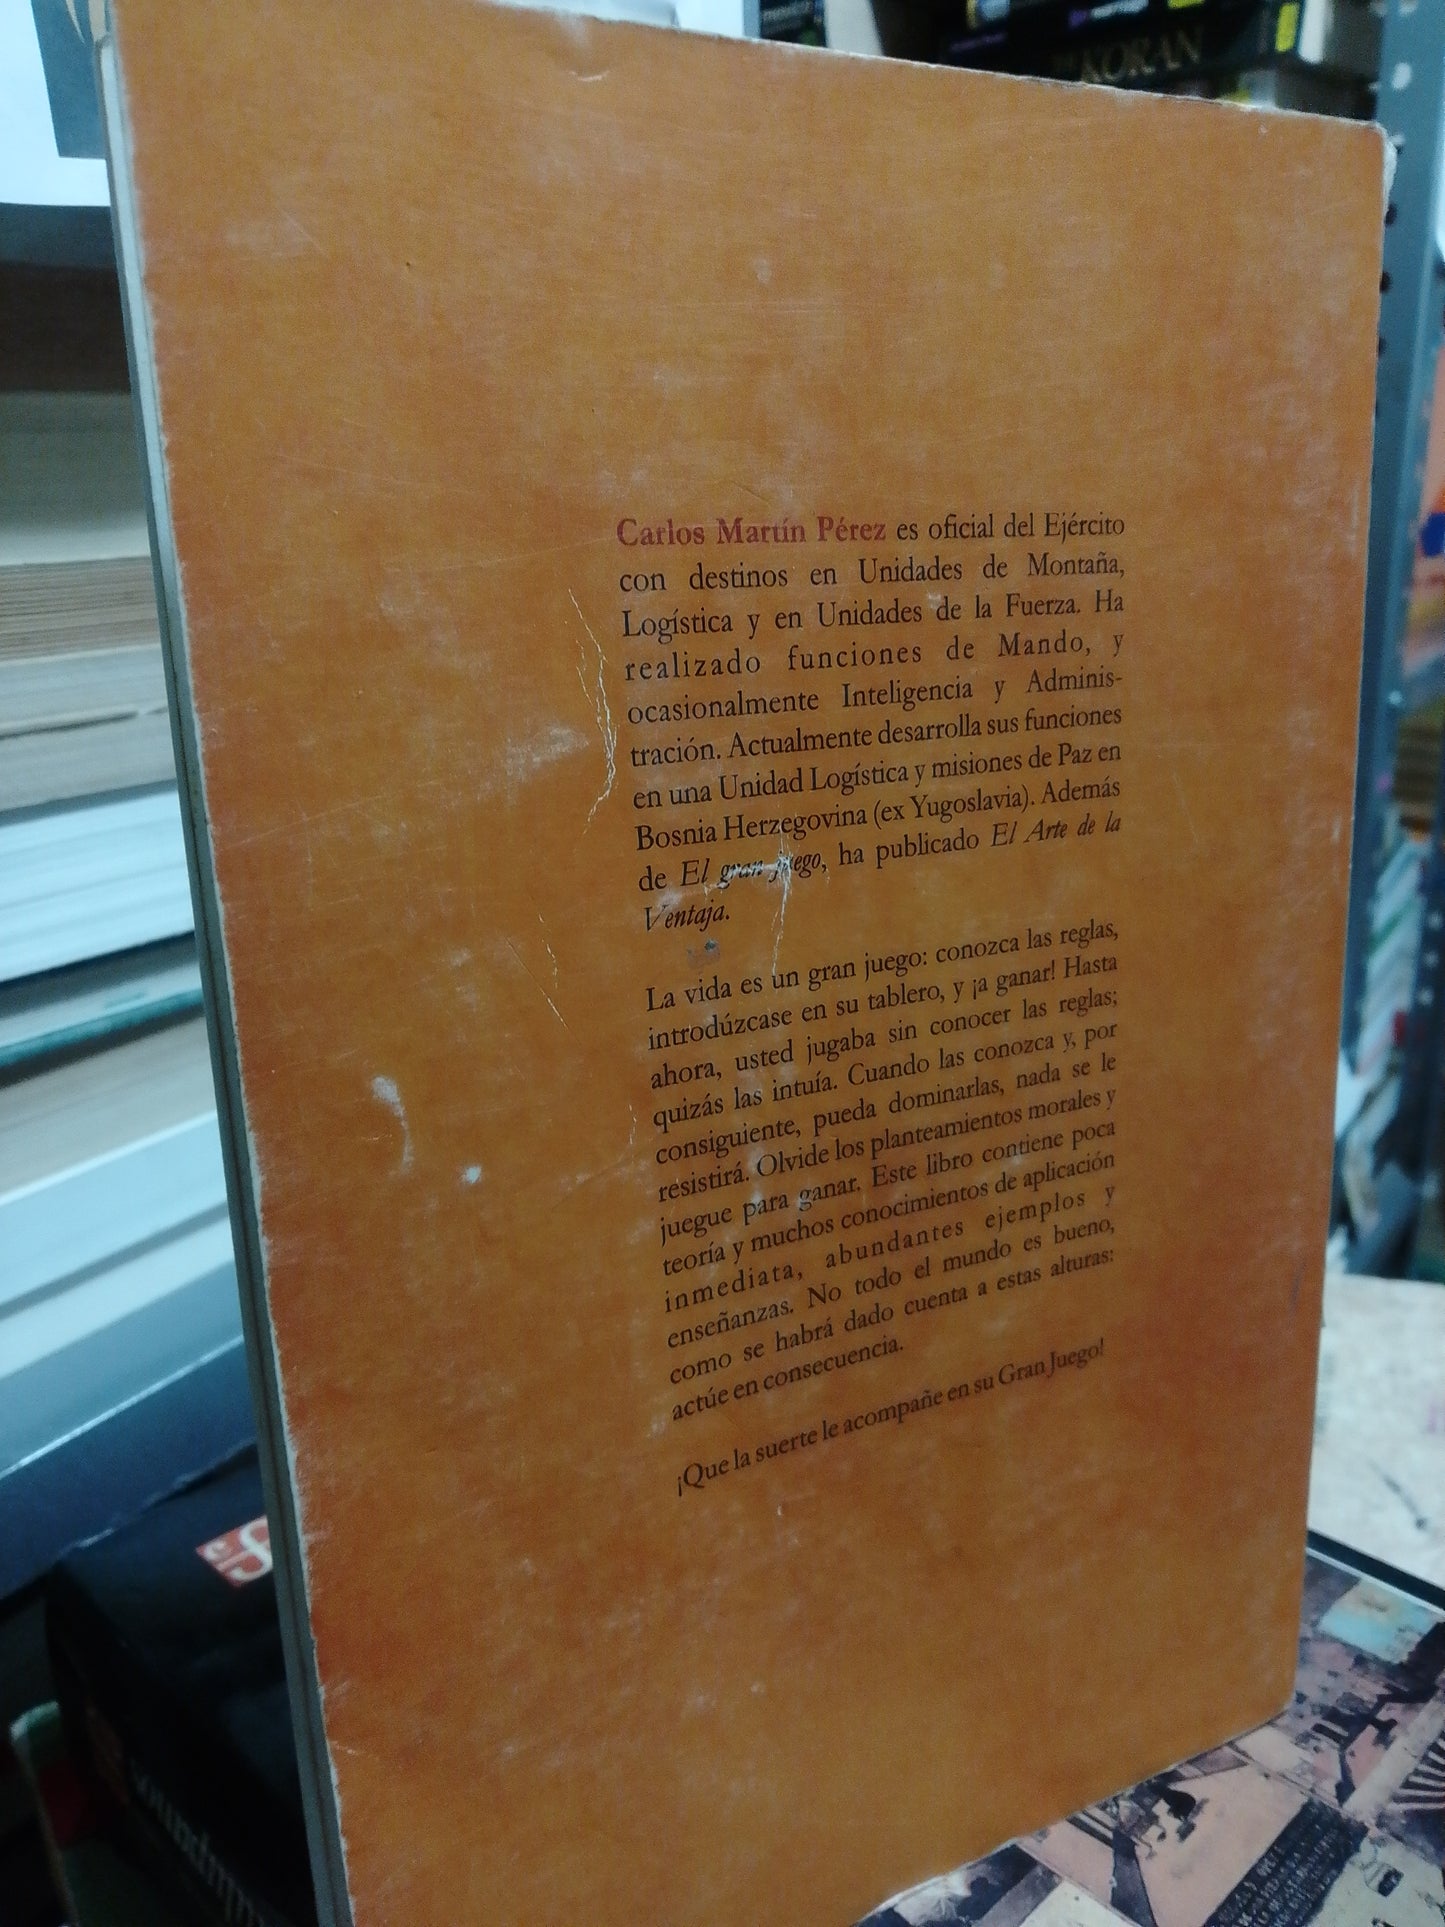 KORAN
Carlos Martín Pérez es oficial del Ejército
con destinos en Unidades de Montaña,
Logística y en Unidades de la Fuerza. Ha
realizado funciones de Mando, y
ocasionalmente Inteligencia y Adminis-
tración. Actualmente desarrolla sus funciones
en una Unidad Logística y misiones de Paz en
Bosnia Herzegovina (ex Yugoslavia). Además
de El gran juego, ha publicado El Arte de la
Ventaja.
La vida es un gran juego: conozca las reglas,
introdúzcase en su tablero, y ¡a ganar! Hasta
ahora, usted jugaba sin conocer las reglas;
quizás las intuía. Cuando las conozca y, por
consiguiente, pueda dominarlas, nada se le
resistirá. Olvide los planteamientos morales y
juegue para ganar. Este libro contiene poca
teoría y muchos conocimientos de aplicación
inmediata, abundantes ejemplos y
enseñanzas. No todo el mundo es bueno,
como se habrá dado cuenta a estas alturas:
actúe en consecuencia.
¡Que la suerte le acompañe en su Gran Juego!